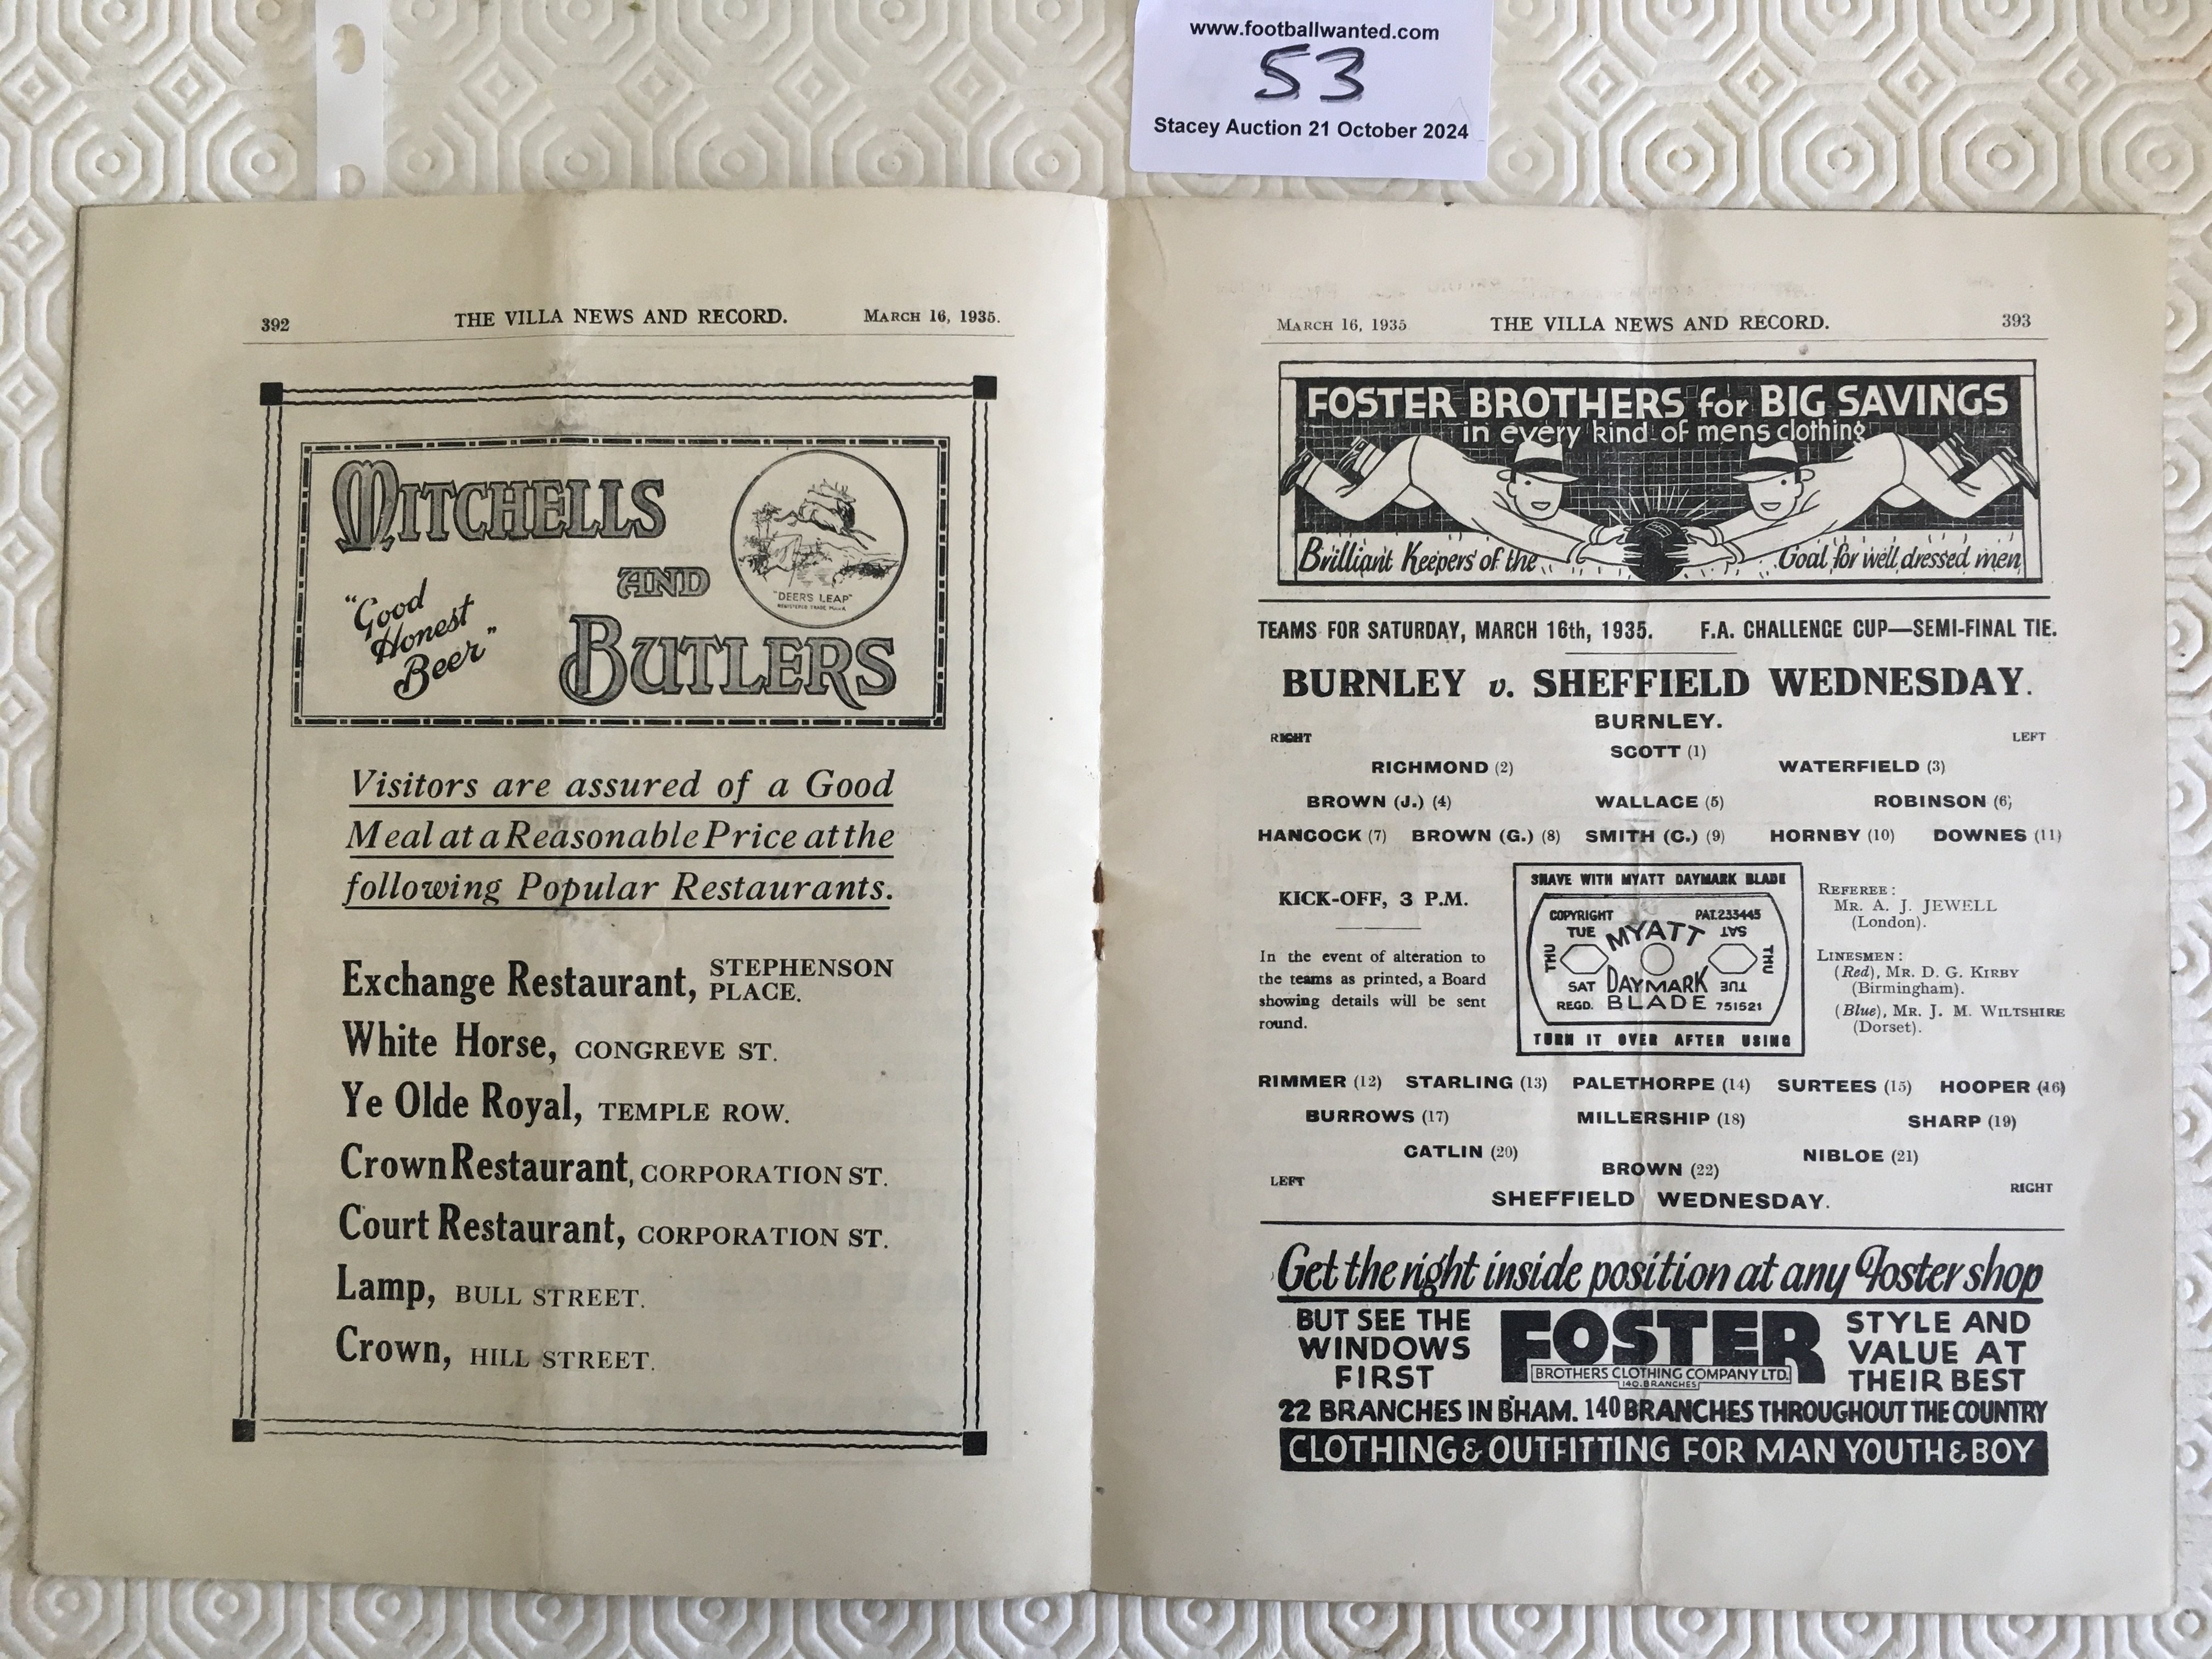 www.footballwanted.com
53
Stacey Auction 21 October 2024
392 THE VILLA NEWS AND RECORD. MARCH 16, 1935.
MITCHELLS
AND
BUTLERS
"Good
Honest
Beer"
"DEER'S LEAP"
REGISTERED TRADE MARK
Visitors are assured of a Good
Meal at a Reasonable Price at the
following Popular Restaurants.
Exchange Restaurant, STEPHENSON
PLACE.
White Horse, CONGREVE ST.
Ye Olde Royal, TEMPLE ROW.
Crown Restaurant, CORPORATION ST.
Court Restaurant, CORPORATION ST.
Lamp, BULL STREET.
Crown, HILL STREET.
MARCH 16, 1935 THE VILLA NEWS AND RECORD. 393
FOSTER BROTHERS for BIG SAVINGS
in every kind of mens clothing
Brilliant Keepers of the Goal for well dressed men
TEAMS FOR SATURDAY, MARCH 16th, 1935. F.A. CHALLENGE CUP—SEMI-FINAL TIE.
BURNLEY v. SHEFFIELD WEDNESDAY.
BURNLEY.
RIGHT LEFT
SCOTT (1)
RICHMOND (2) WATERFIELD (3)
BROWN (J.) (4) WALLACE (5) ROBINSON (6)
HANCOCK (7) BROWN (G.) (8) SMITH (C.) (9) HORNBY (10) DOWNES (11)
KICK-OFF, 3 P.M.
In the event of alteration to
the teams as printed, a Board
showing details will be sent
round.
SHAVE WITH MYATT DAYMARK BLADE
COPYRIGHT PAT.233445
TUE MYATT SAT
THU THU
SAT DAYMARK TUE
REGD. BLADE 751521
TURN IT OVER AFTER USING
REFEREE:
MR. A. J. JEWELL
(London).
LINESMEN:
(Red), MR. D. G. KIRBY
(Birmingham).
(Blue), MR. J. M. WILTSHIRE
(Dorset).
RIMMER (12) STARLING (13) PALETHORPE (14) SURTEES (15) HOOPER (16)
BURROWS (17) MILLERSHIP (18) SHARP (19)
CATLIN (20) NIBLOE (21)
BROWN (22)
LEFT RIGHT
SHEFFIELD WEDNESDAY.
Get the right inside position at any Foster shop
BUT SEE THE
WINDOWS
FIRST
FOSTER
BROTHERS CLOTHING COMPANY LTD.
140 BRANCHES
STYLE AND
VALUE AT
THEIR BEST
22 BRANCHES IN B'HAM. 140 BRANCHES THROUGHOUT THE COUNTRY
CLOTHING & OUTFITTING FOR MAN YOUTH & BOY